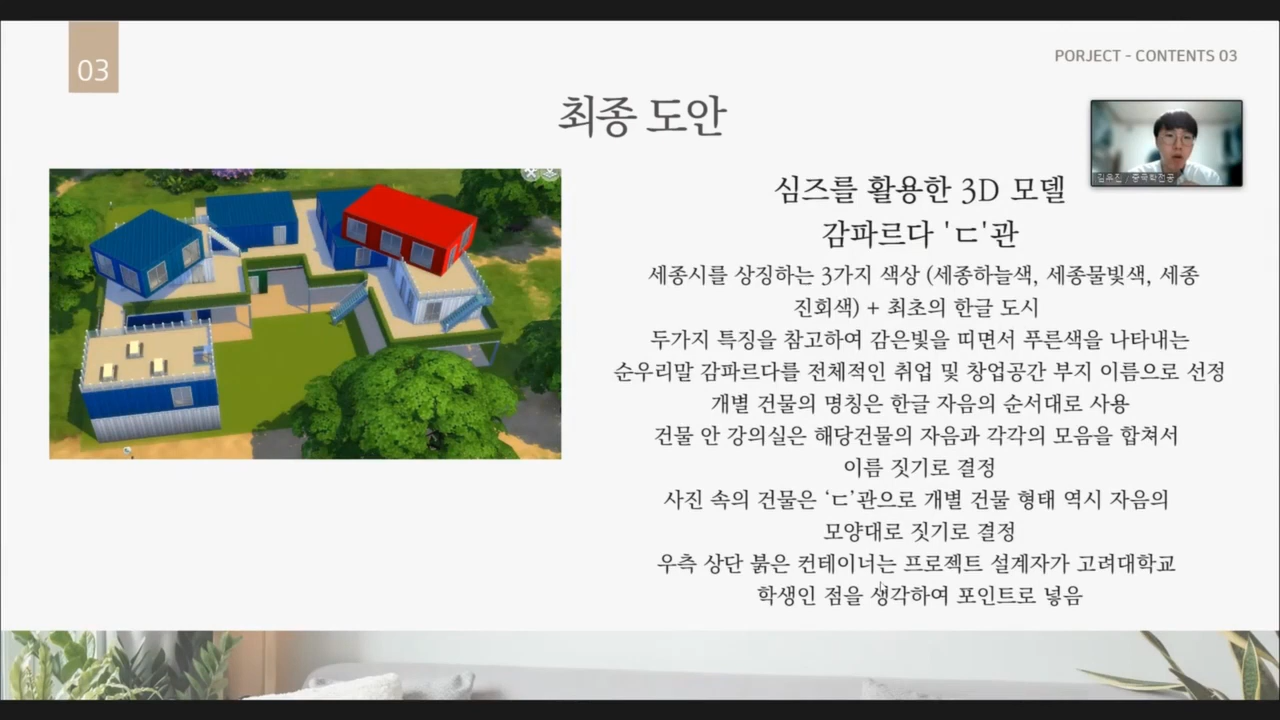 03
PORJECT - CONTENTS 03
최종 도안
김우진 / 중국학전공
심즈를 활용한 3D 모델
감파르다 'ㄷ'관
세종시를 상징하는 3가지 색상 (세종하늘색, 세종물빛색, 세종
진회색) + 최초의 한글 도시
두가지 특징을 참고하여 감은빛을 띠면서 푸른색을 나타내는
순우리말 감파르다를 전체적인 취업 및 창업공간 부지 이름으로 선정
개별 건물의 명칭은 한글 자음의 순서대로 사용
건물 안 강의실은 해당건물의 자음과 각각의 모음을 합쳐서
이름 짓기로 결정
사진 속의 건물은 ‘ㄷ’관으로 개별 건물 형태 역시 자음의
모양대로 짓기로 결정
우측 상단 붉은 컨테이너는 프로젝트 설계자가 고려대학교
학생인 점을 생각하여 포인트로 넣음